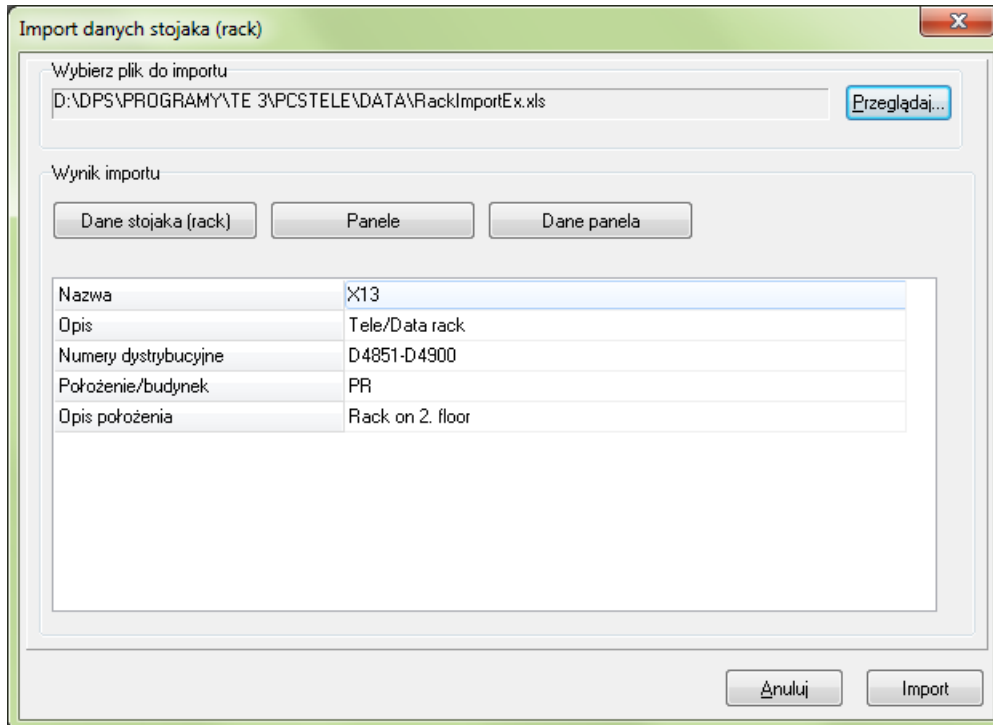 Import danych stojaka (rack)
Wybierz plik do importu
D:\DPS\PROGRAMY\TE 3\PCSTELE\DATA\RackImportEx.xls
Przeglądaj...
Wynik importu
Dane stojaka (rack) Panele Dane panela
Nazwa X13
Opis Tele/Data rack
Numery dystrybucyjne D4851-D4900
Położenie/budynek PR
Opis położenia Rack on 2. floor
Anuluj Import